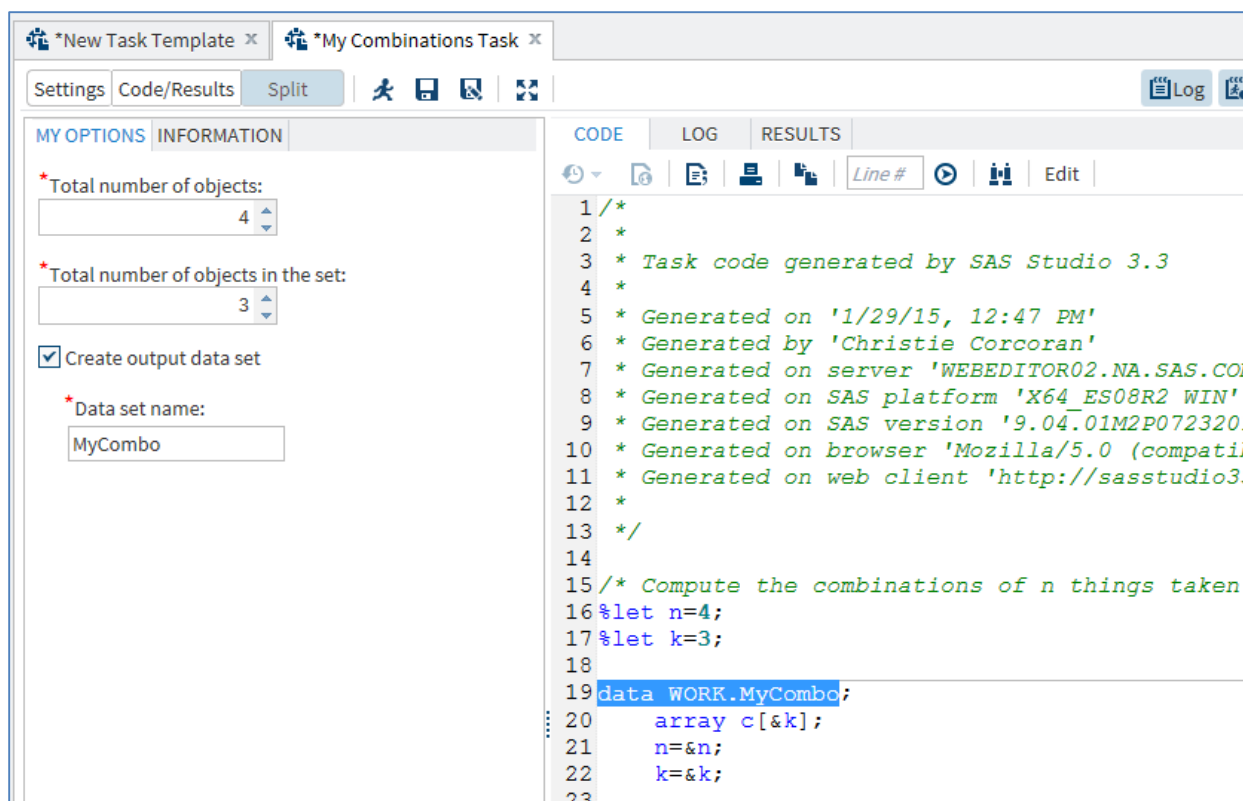 *New Task Template x *My Combinations Task x
Settings Code/Results Split Log
MY OPTIONS INFORMATION
*Total number of objects:
4
*Total number of objects in the set:
3
Create output data set
*Data set name:
MyCombo
CODE LOG RESULTS
Line # Edit
1 /*
2 *
3 * Task code generated by SAS Studio 3.3
4 *
5 * Generated on '1/29/15, 12:47 PM'
6 * Generated by 'Christie Corcoran'
7 * Generated on server 'WEBEDITOR02.NA.SAS.CO
8 * Generated on SAS platform 'X64_ES08R2 WIN'
9 * Generated on SAS version '9.04.01M2P072320
10 * Generated on browser 'Mozilla/5.0 (compati
11 * Generated on web client 'http://sasstudio3
12 *
13 */
14
15 /* Compute the combinations of n things taken
16 %let n=4;
17 %let k=3;
18
19 data WORK.MyCombo;
20 array c[&k];
21 n=&n;
22 k=&k;
23